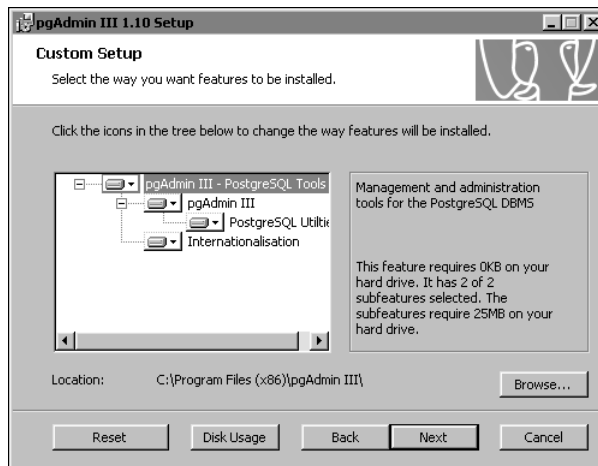 pgAdmin III 1.10 Setup
Custom Setup
Select the way you want features to be installed.
Click the icons in the tree below to change the way features will be installed.
pgAdmin III - PostgreSQL Tools
pgAdmin III
PostgreSQL Utiltie
Internationalisation
Management and administration
tools for the PostgreSQL DBMS
This feature requires 0KB on your
hard drive. It has 2 of 2
subfeatures selected. The
subfeatures require 25MB on your
hard drive.
Location: C:\Program Files (x86)\pgAdmin III\
Browse...
Reset Disk Usage Back Next Cancel